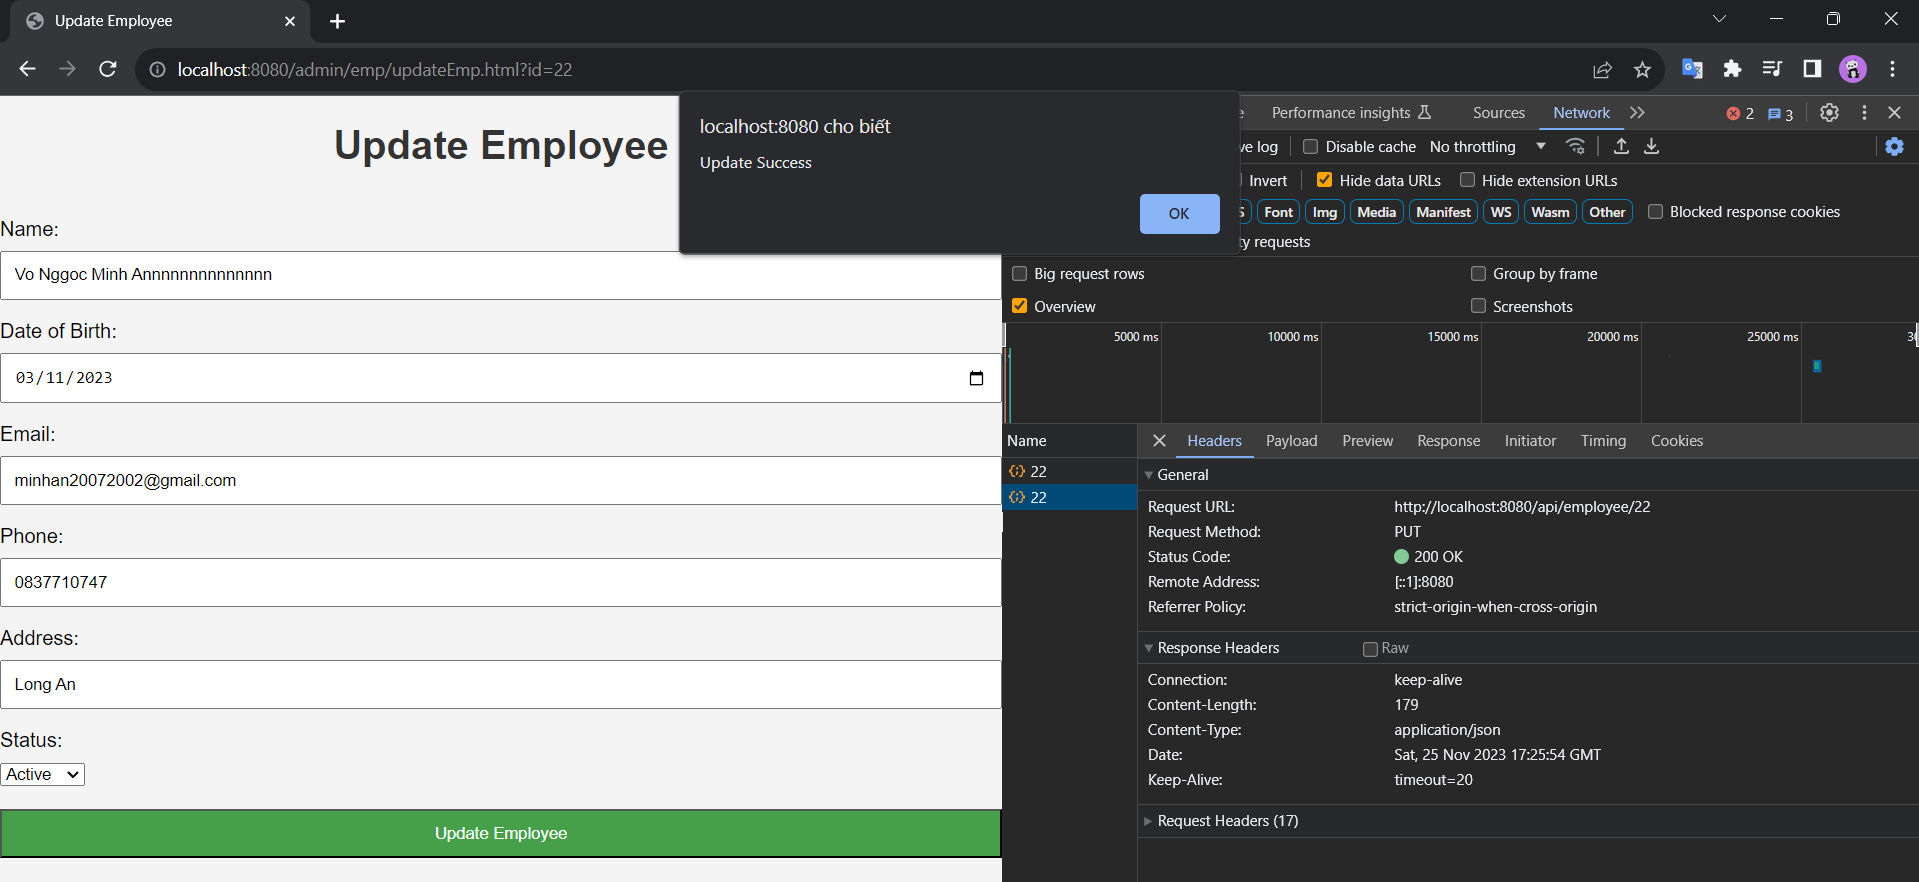 Update Employee
localhost:8080/admin/emp/updateEmp.html?id=22
Update Employee
Name:
Vo Nggoc Minh Annnnnnnnnnnnnn
Date of Birth:
03/11/2023
Email:
minhan20072002@gmail.com
Phone:
0837710747
Address:
Long An
Status:
Active
Update Employee
localhost:8080 cho biết
Update Success
OK
Performance insights Sources Network 2 3
ve log Disable cache No throttling
Invert Hide data URLs Hide extension URLs
S Font Img Media Manifest WS Wasm Other Blocked response cookies
ty requests
Big request rows Group by frame
Overview Screenshots
5000 ms 10000 ms 15000 ms 20000 ms 25000 ms
Name
22
22
Headers Payload Preview Response Initiator Timing Cookies
General
Request URL: http://localhost:8080/api/employee/22
Request Method: PUT
Status Code: 200 OK
Remote Address: [::1]:8080
Referrer Policy: strict-origin-when-cross-origin
Response Headers Raw
Connection: keep-alive
Content-Length: 179
Content-Type: application/json
Date: Sat, 25 Nov 2023 17:25:54 GMT
Keep-Alive: timeout=20
Request Headers (17)